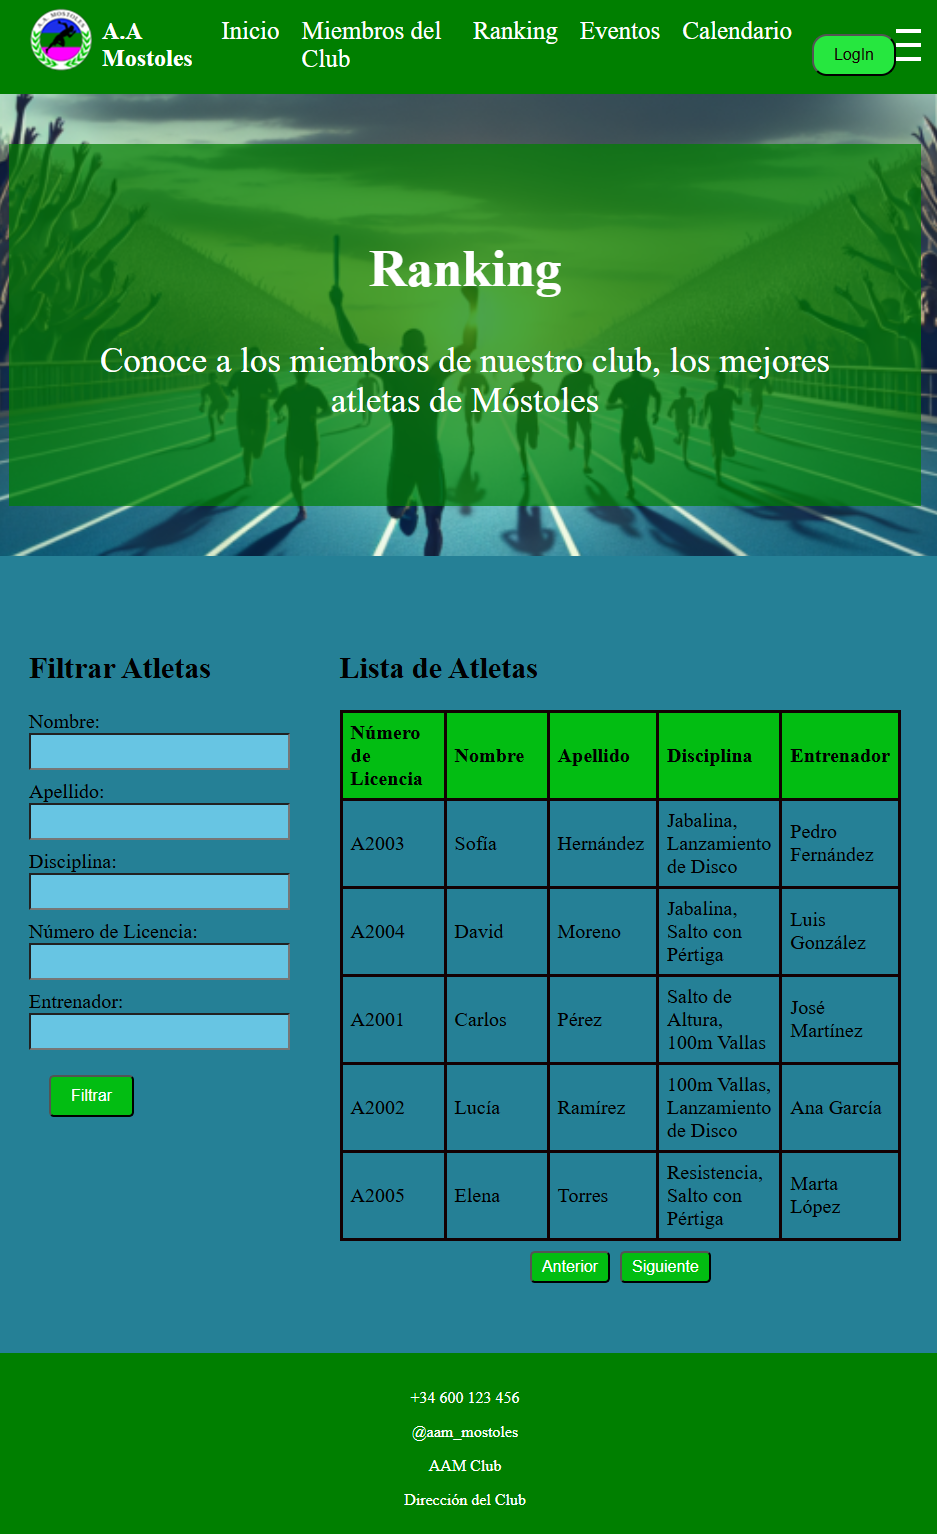 A.A
Mostoles
Inicio
Miembros del
Club
Ranking
Eventos
Calendario
LogIn
Ranking
Conoce a los miembros de nuestro club, los mejores
atletas de Móstoles
Filtrar Atletas
Nombre:
Apellido:
Disciplina:
Número de Licencia:
Entrenador:
Filtrar
Lista de Atletas
Número
de
Licencia
Nombre
Apellido
Disciplina
Entrenador
A2003
Sofía
Hernández
Jabalina,
Lanzamiento
de Disco
Pedro
Fernández
A2004
David
Moreno
Jabalina,
Salto con
Pértiga
Luis
González
A2001
Carlos
Pérez
Salto de
Altura,
100m Vallas
José
Martínez
A2002
Lucía
Ramírez
100m Vallas,
Lanzamiento
de Disco
Ana García
A2005
Elena
Torres
Resistencia,
Salto con
Pértiga
Marta
López
Anterior
Siguiente
+34 600 123 456
@aam_mostoles
AAM Club
Dirección del Club